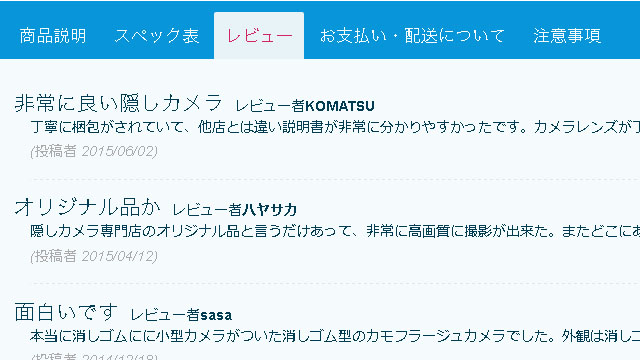 商品説明 スペック表 レビュー お支払い・配送について 注意事項
非常に良い隠しカメラ レビュー者KOMATSU
丁寧に梱包がされていて、他店とは違い説明書が非常に分かりやすかったです。カメラレンズが丁
(投稿者 2015/06/02)
オリジナル品か レビュー者ハヤサカ
隠しカメラ専門店のオリジナル品と言うだけあって、非常に高画質に撮影が出来た。またどこにあ
(投稿者 2015/04/12)
面白いです レビュー者sasa
本当に消しゴムにに小型カメラがついた消しゴム型のカモフラージュカメラでした。外観は消しゴ
(投稿者 2014/12/18)